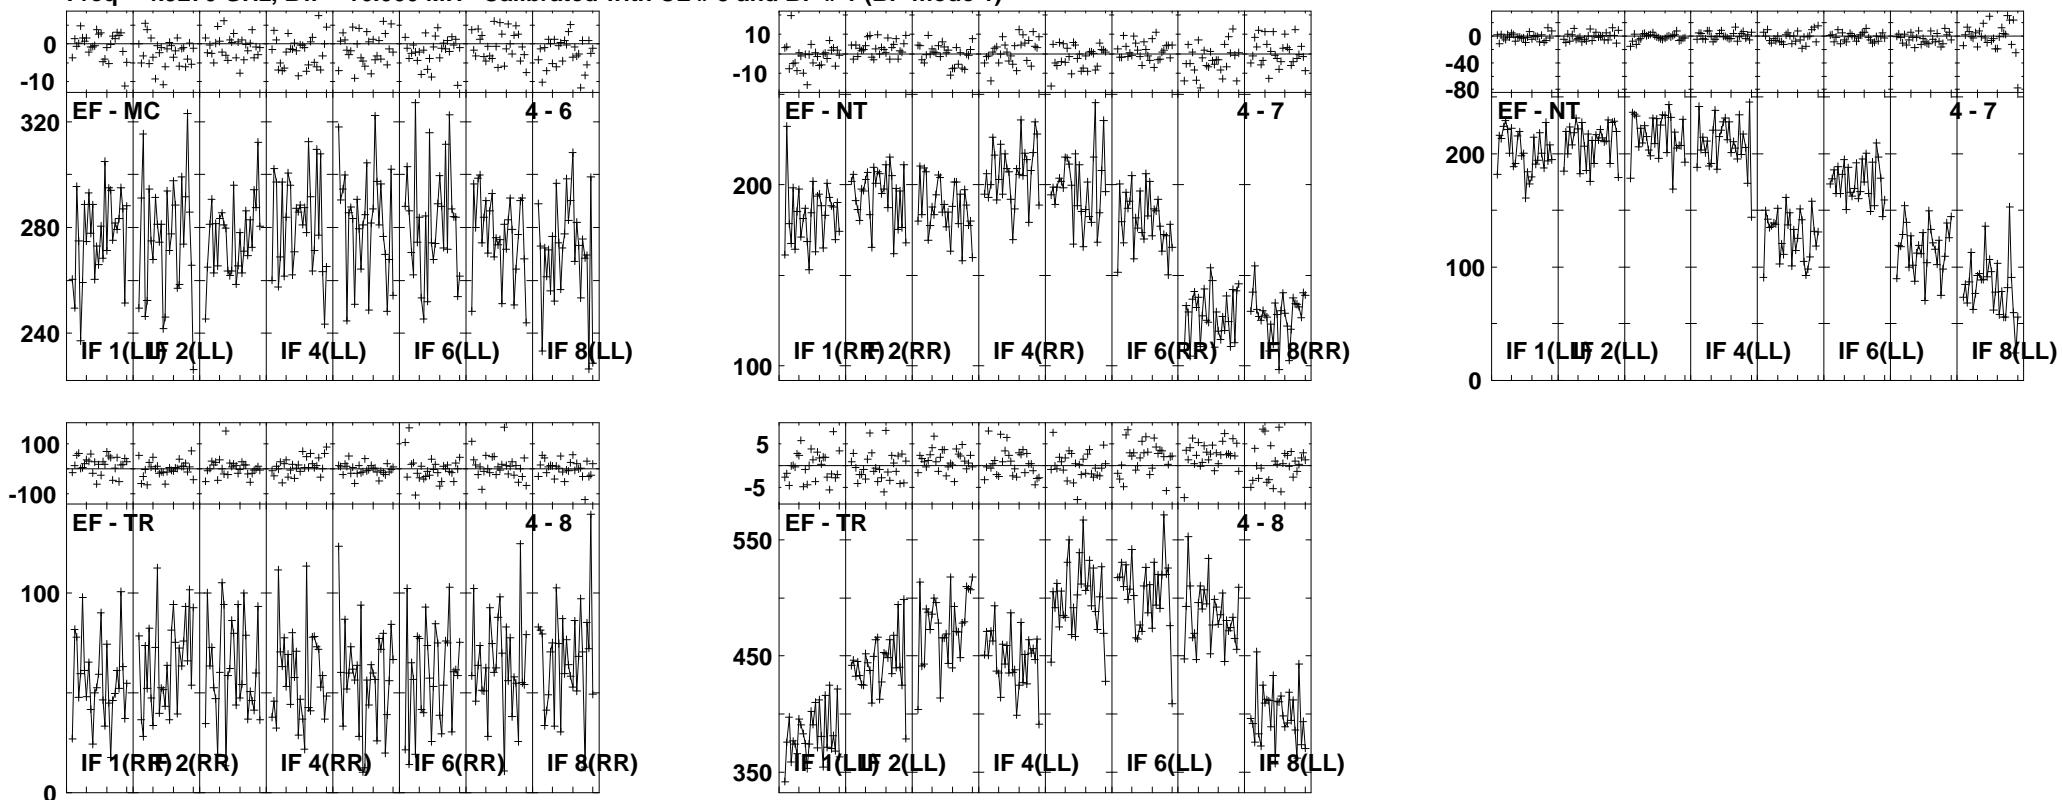 0
-10
EF - MC
4 - 6
320
280
240
IF 1(LL)
IF 2(LL)
IF 4(LL)
IF 6(LL)
IF 8(LL)
10
-10
EF - NT
4 - 7
200
100
IF 1(RR)
IF 2(RR)
IF 4(RR)
IF 6(RR)
IF 8(RR)
0
-40
-80
EF - NT
4 - 7
200
100
0
IF 1(LL)
IF 2(LL)
IF 4(LL)
IF 6(LL)
IF 8(LL)
100
-100
EF - TR
4 - 8
100
0
IF 1(RR)
IF 2(RR)
IF 4(RR)
IF 6(RR)
IF 8(RR)
5
-5
EF - TR
4 - 8
550
450
350
IF 1(LL)
IF 2(LL)
IF 4(LL)
IF 6(LL)
IF 8(LL)